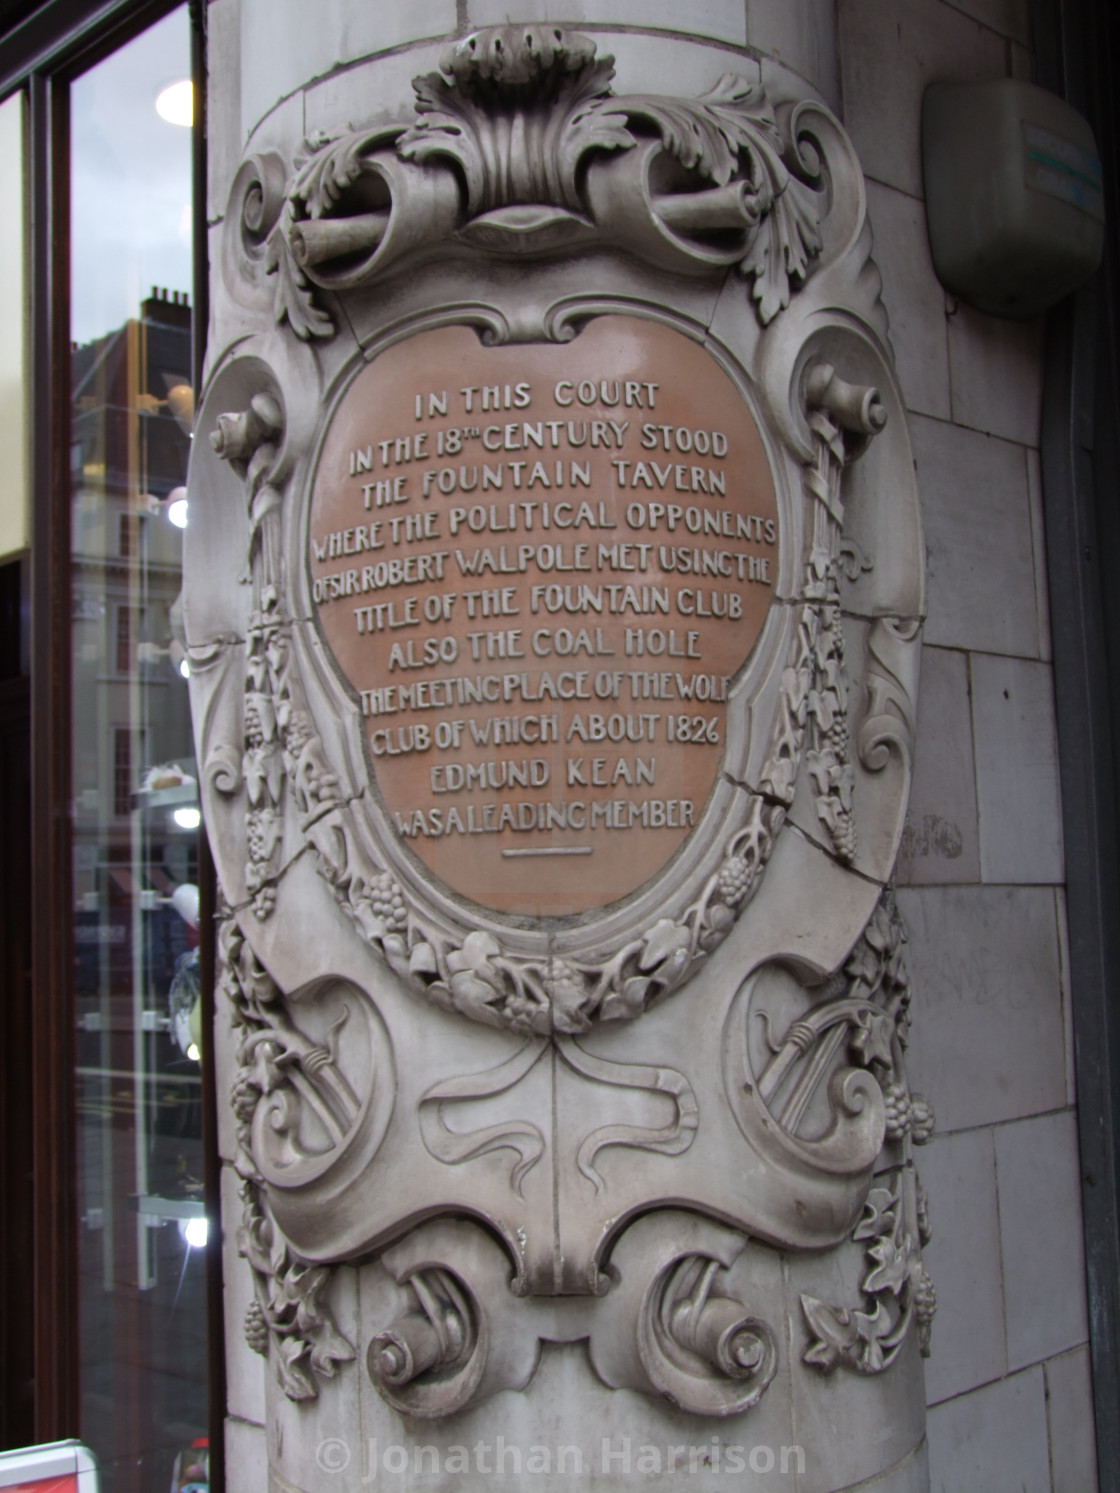 IN THIS COURT
IN THE 18TH CENTURY STOOD
THE FOUNTAIN TAVERN
WHERE THE POLITICAL OPPONENTS
OF SIR ROBERT WALPOLE MET USING THE
TITLE OF THE FOUNTAIN CLUB
ALSO THE COAL HOLE
THE MEETING PLACE OF THE WOLF
CLUB OF WHICH ABOUT 1826
EDMUND KEAN
WAS A LEADING MEMBER
© Jonathan Harrison